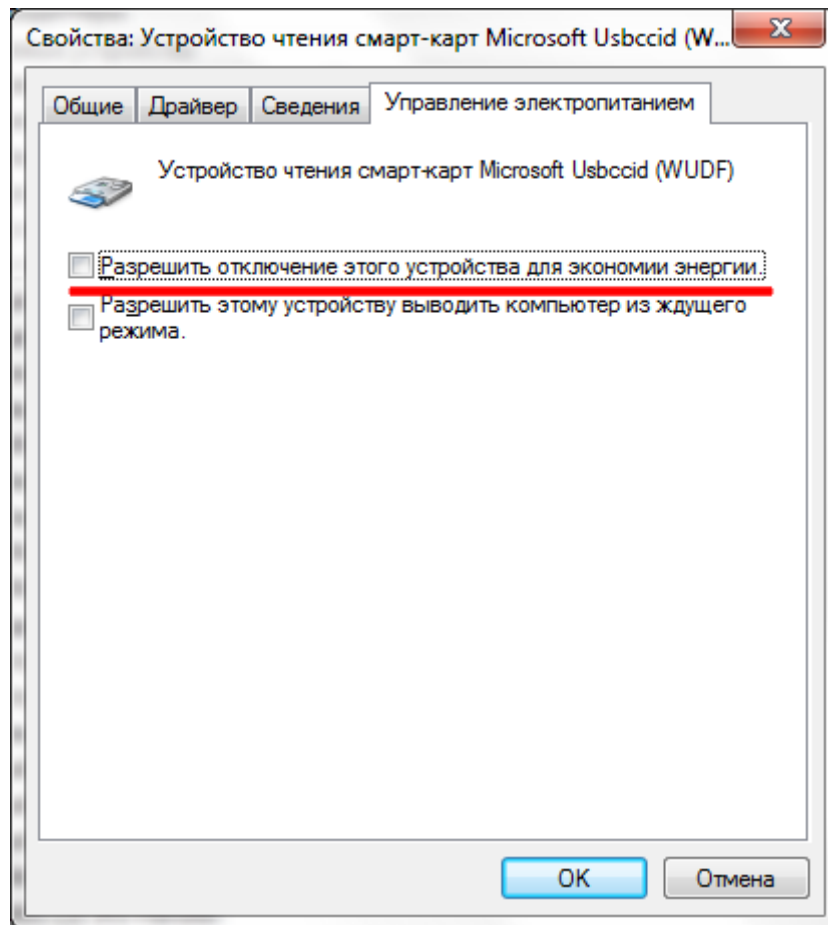 Свойства: Устройство чтения смарт-карт Microsoft Usbccid (W...
Общие Драйвер Сведения Управление электропитанием
Устройство чтения смарт-карт Microsoft Usbccid (WUDF)
Разрешить отключение этого устройства для экономии энергии.
Разрешить этому устройству выводить компьютер из ждущего
режима.
OK Отмена